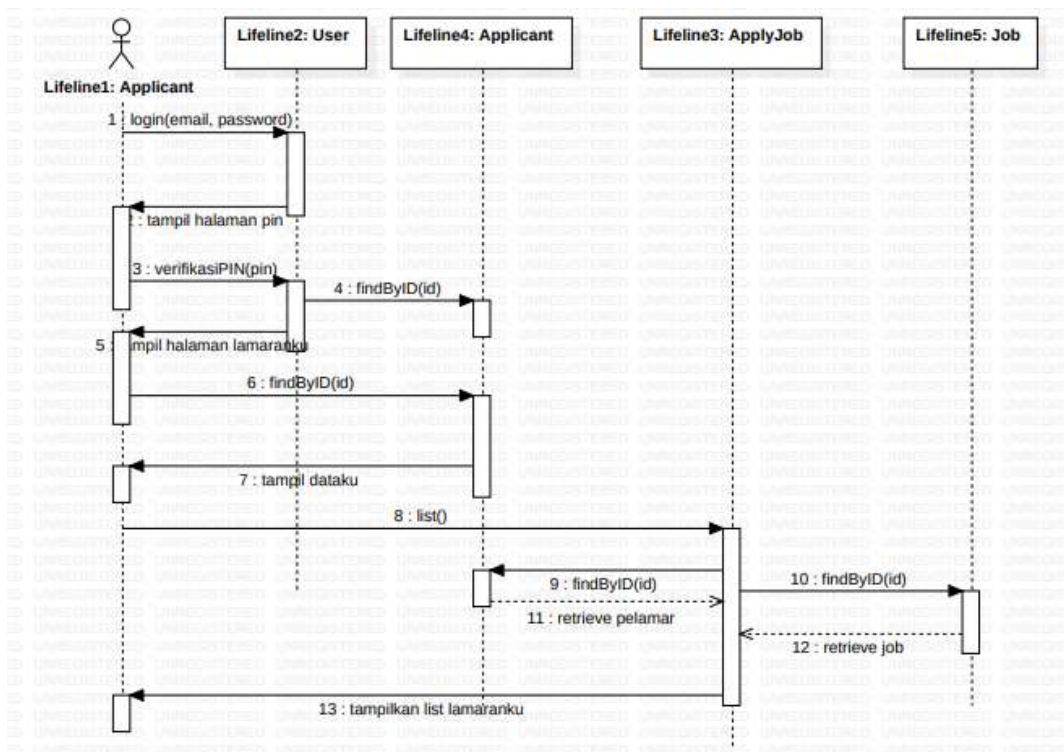 Lifeline2: User
Lifeline4: Applicant
Lifeline3: ApplyJob
Lifeline5: Job
Lifeline1: Applicant
1 : login(email, password)
: tampil halaman pin
3 : verifikasiPIN(pin)
4 : findByID(id)
5 : mpil halaman lamaranku
6 : findByID(id)
7 : tampil dataku
8 : list()
9 : findByID(id)
10 : findByID(id)
11 : retrieve pelamar
12 : retrieve job
13 : tampilkan list lamaranku